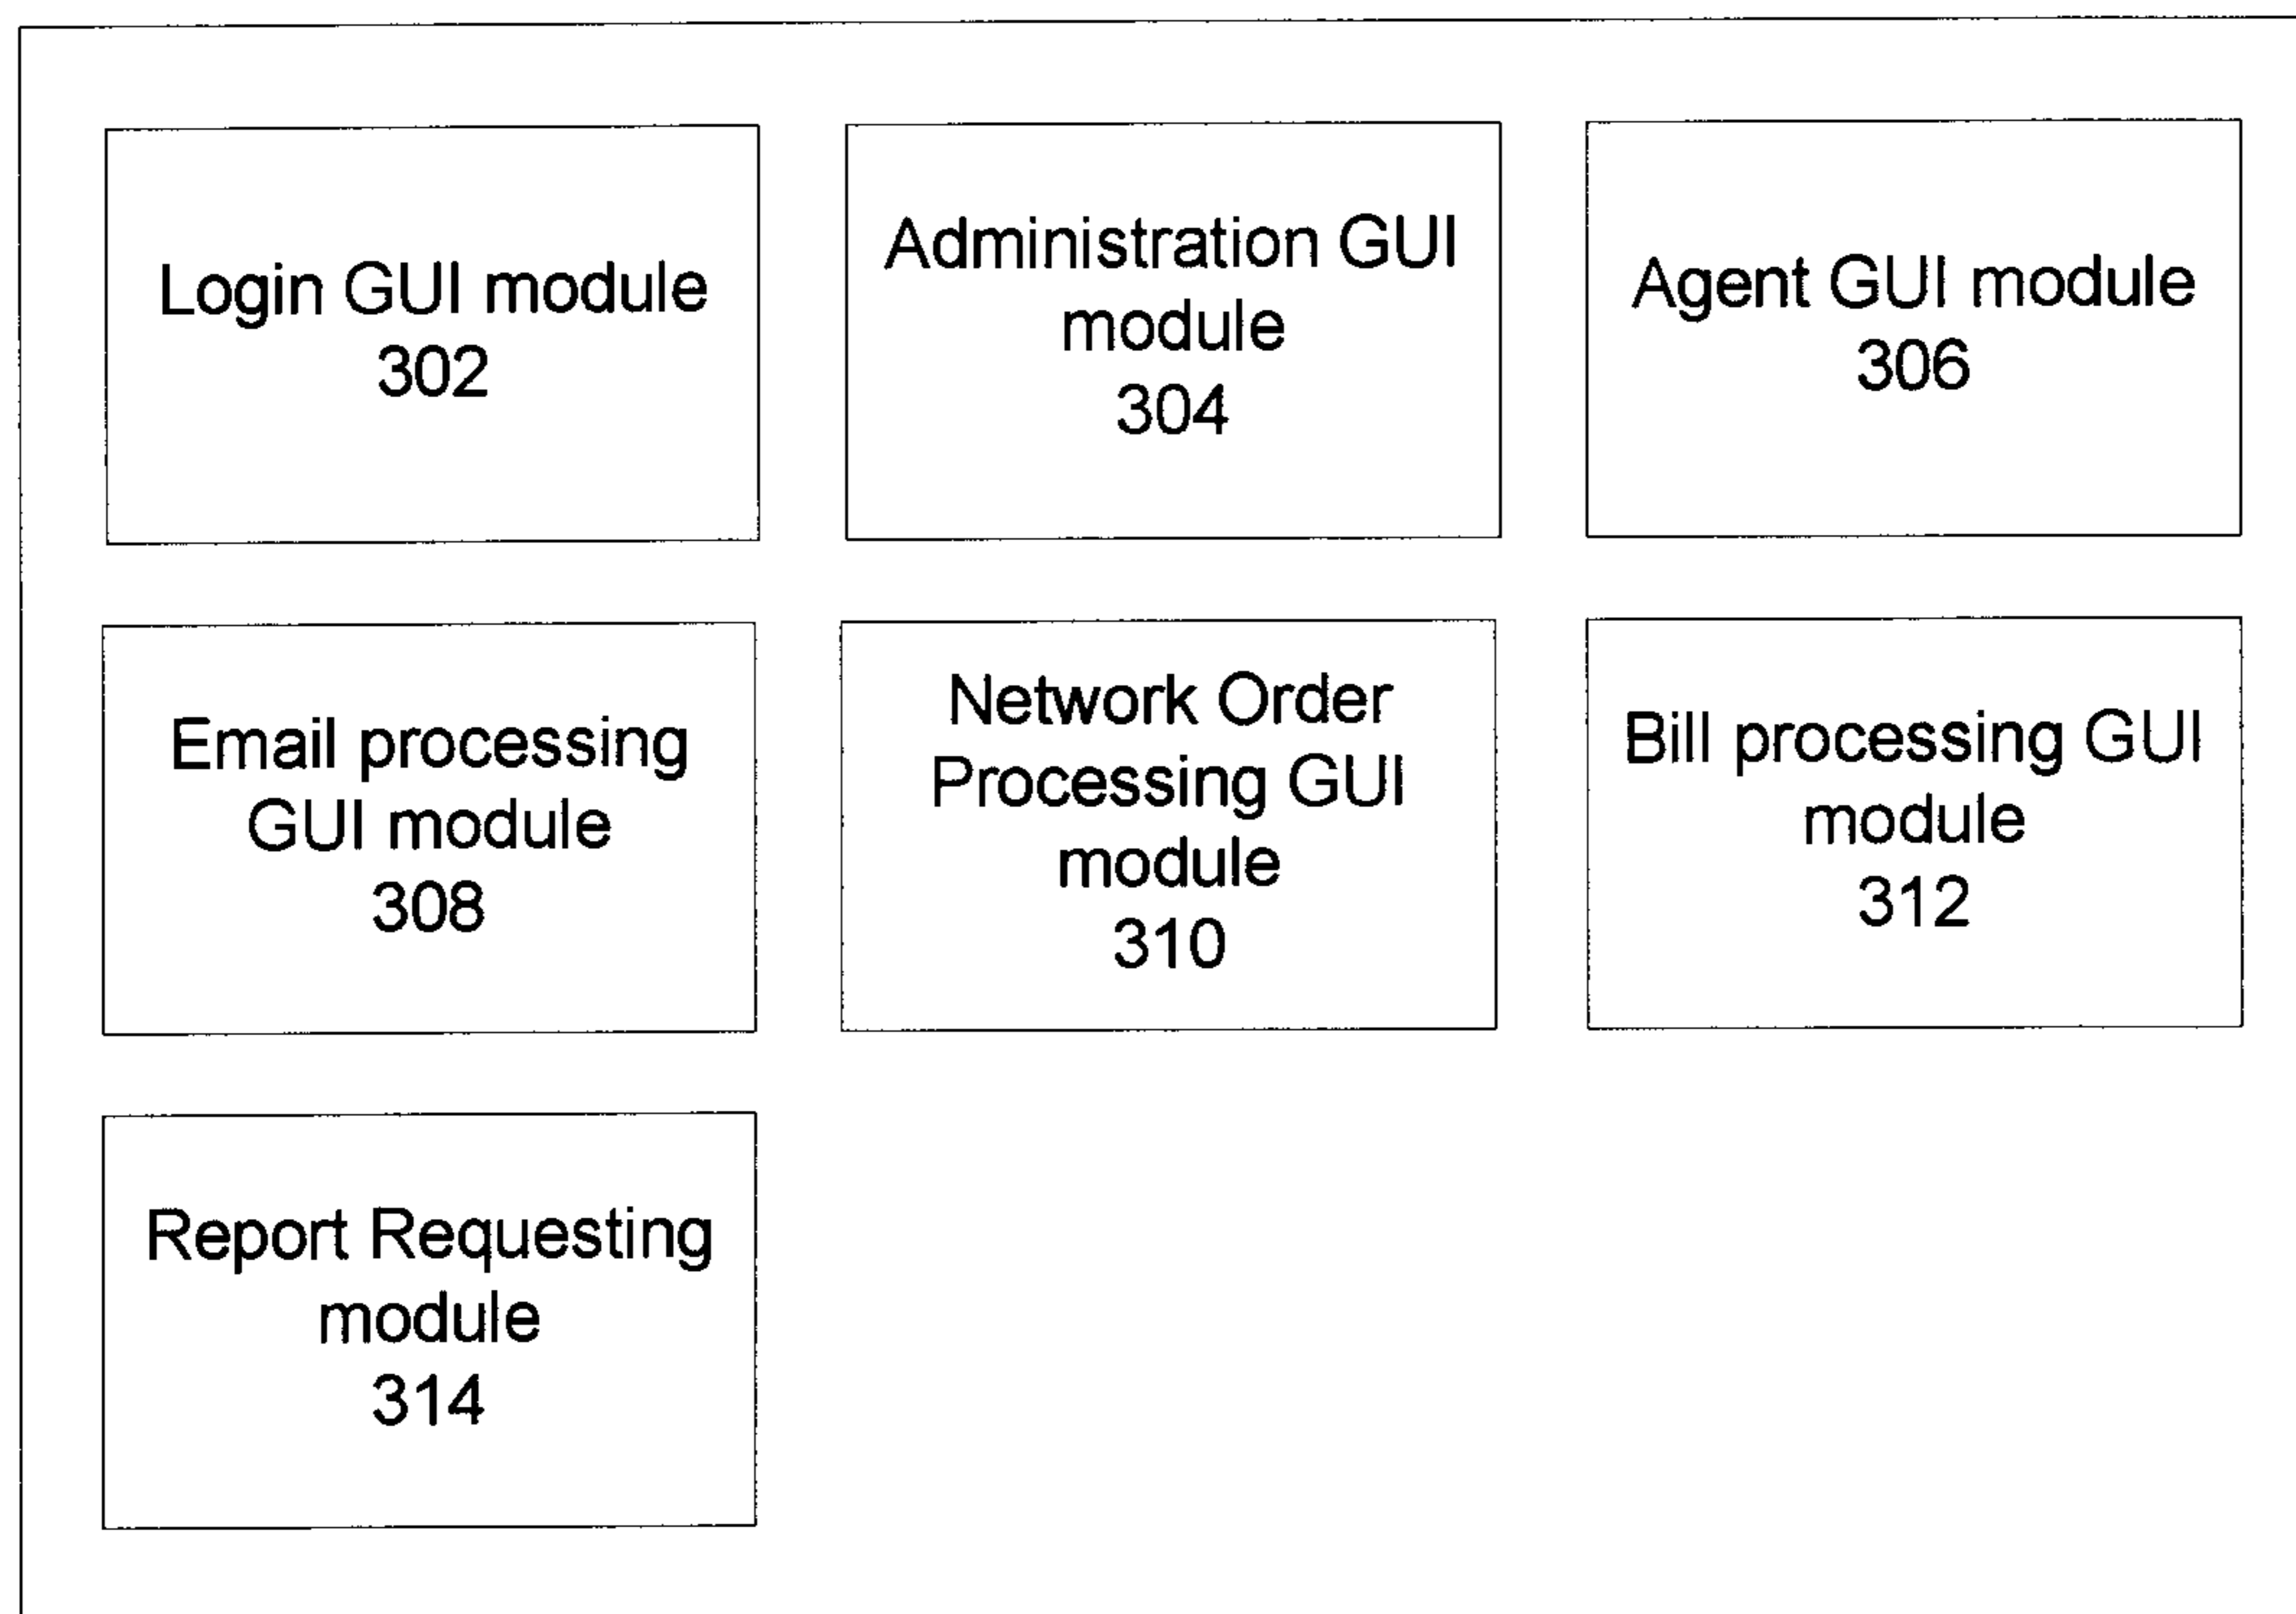 Login GUI module
302
Administration GUI
module
304
Agent GUI module
306
Email processing
GUI module
308
Network Order
Processing GUI
module
310
Bill processing GUI
module
312
Report Requesting
module
314